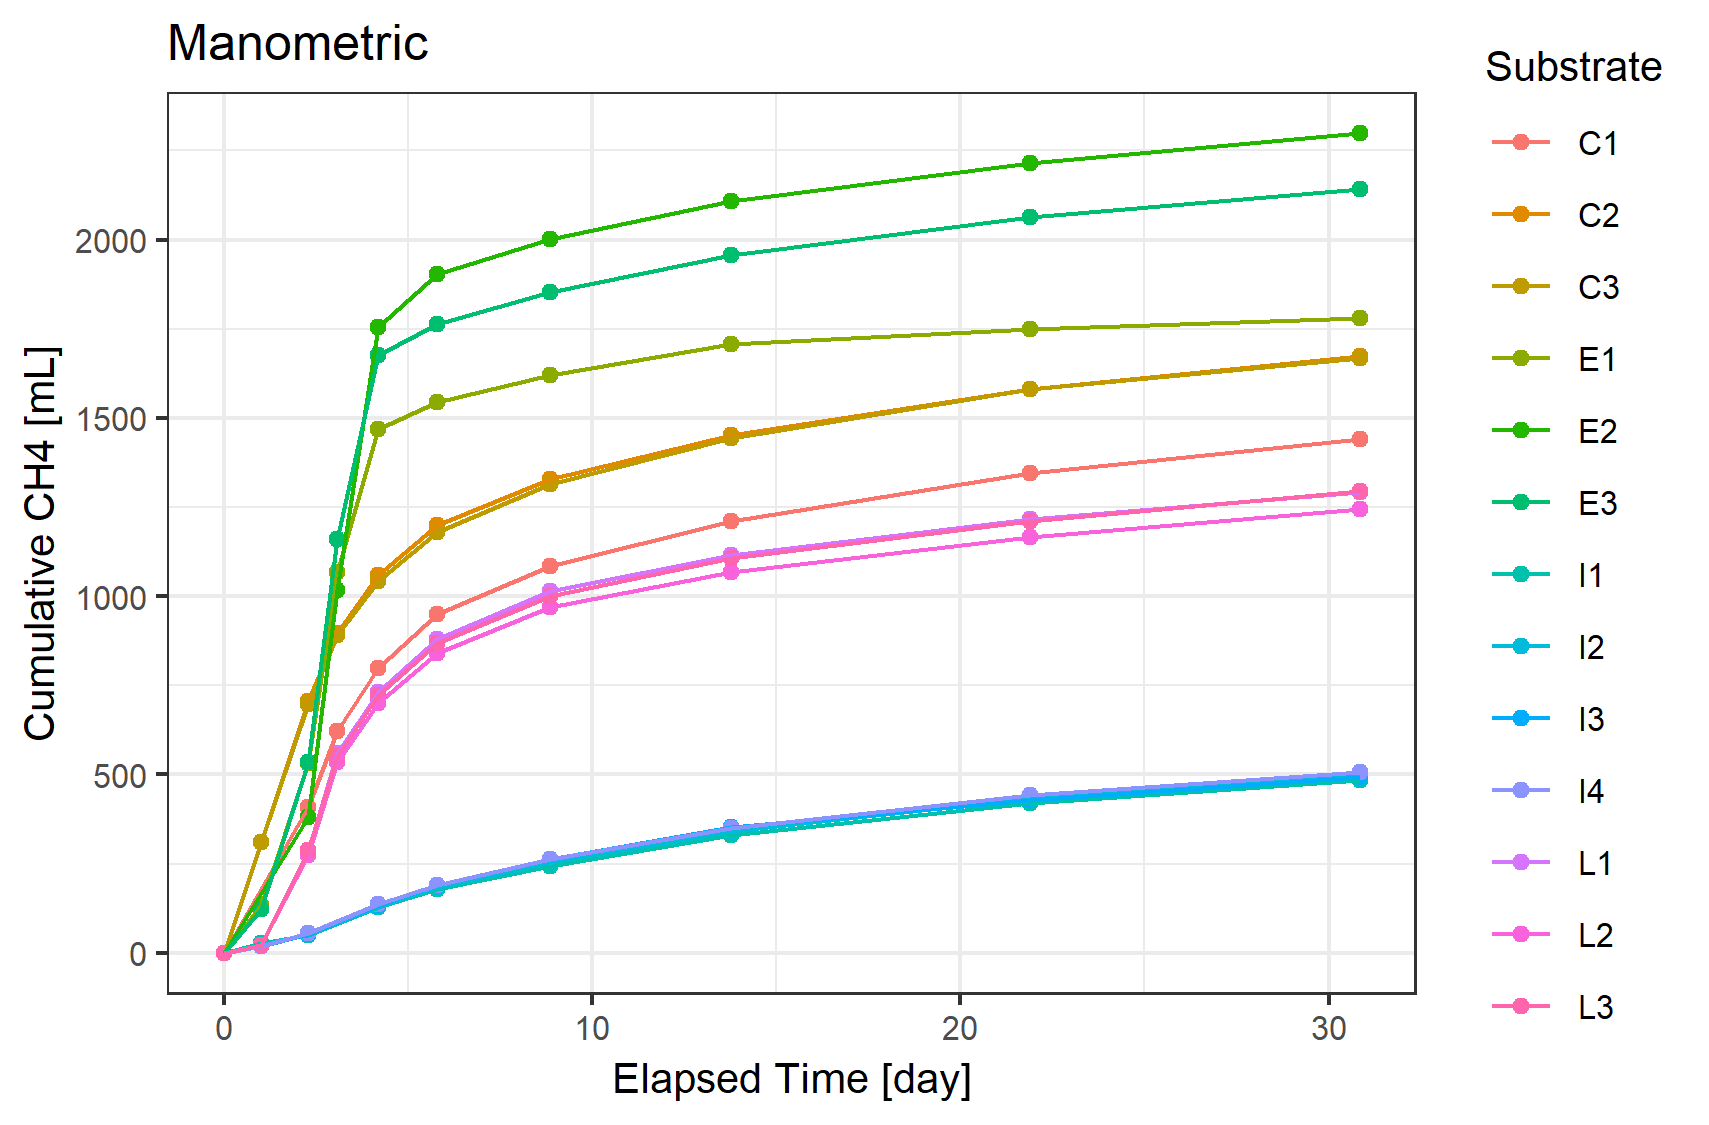 Manometric
Substrate
C1
C2
C3
E1
E2
E3
I1
I2
I3
I4
L1
L2
L3
Cumulative CH4 [mL]
2000
1500
1000
500
0
0 10 20 30
Elapsed Time [day]